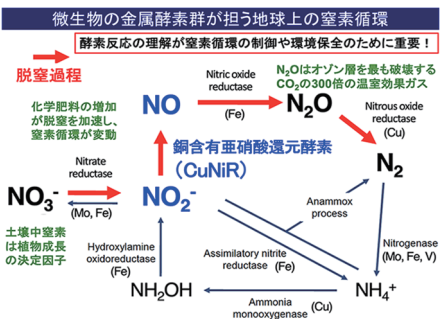 微生物の金属酵素群が担う地球上の窒素循環
酵素反応の理解が窒素循環の制御や環境保全のために重要！
脱窒過程
化学肥料の増加
が脱窒を加速し、
窒素循環が変動
NO
Nitric oxide
reductase
(Fe)
N₂Oはオゾン層を最も破壊する
CO₂の300倍の温室効果ガス
N₂O
Nitrous oxide
reductase
(Cu)
銅含有亜硝酸還元酵素
（CuNiR）
N₂
Nitrate
reductase
NO₃⁻
(Mo, Fe)
NO₂⁻
Anammox
process
土壌中窒素
は植物成長
の決定因子
Hydroxylamine
oxidoreductase
(Fe)
Assimilatory nitrite
reductase (Fe)
Nitrogenase
(Mo, Fe, V)
NH₂OH
Ammonia
monooxygenase
(Cu)
NH₄⁺